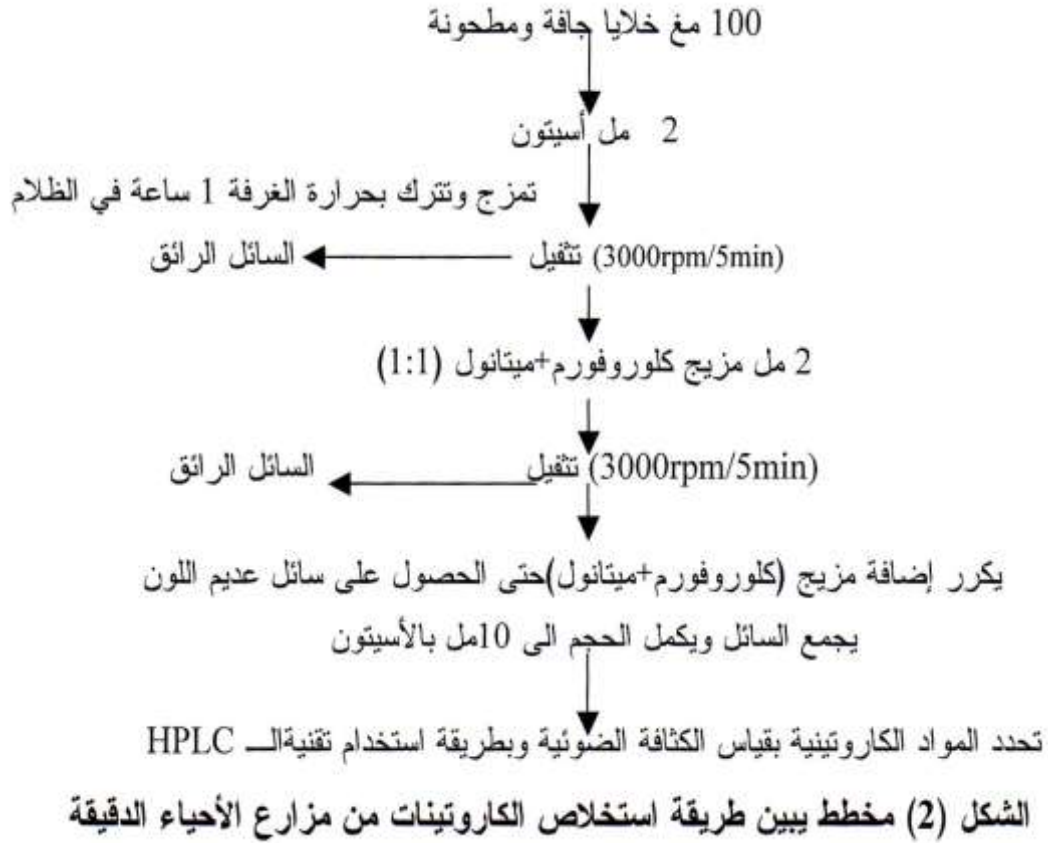 100 مغ خلايا جافة ومطحونة
2 مل أسيتون
تمزج وتترك بحرارة الغرفة 1 ساعة في الظلام
تثفيل (3000rpm/5min)
السائل الرائق
2 مل مزيج كلوروفورم+ميتانول (1:1)
تثفيل (3000rpm/5min)
السائل الرائق
يكرر إضافة مزيج (كلوروفورم+ميتانول)حتى الحصول على سائل عديم اللون
يجمع السائل ويكمل الحجم الى 10مل بالأسيتون
تحدد المواد الكاروتينية بقياس الكثافة الضوئية وبطريقة استخدام تقنيةالــ HPLC
الشكل (2) مخطط يبين طريقة استخلاص الكاروتينات من مزارع الأحياء الدقيقة